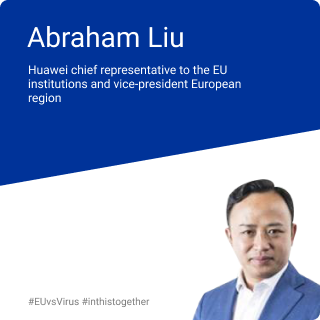 Abraham Liu
Huawei chief representative to the EU
institutions and vice-president European
region
#EUvsVirus #inthistogether